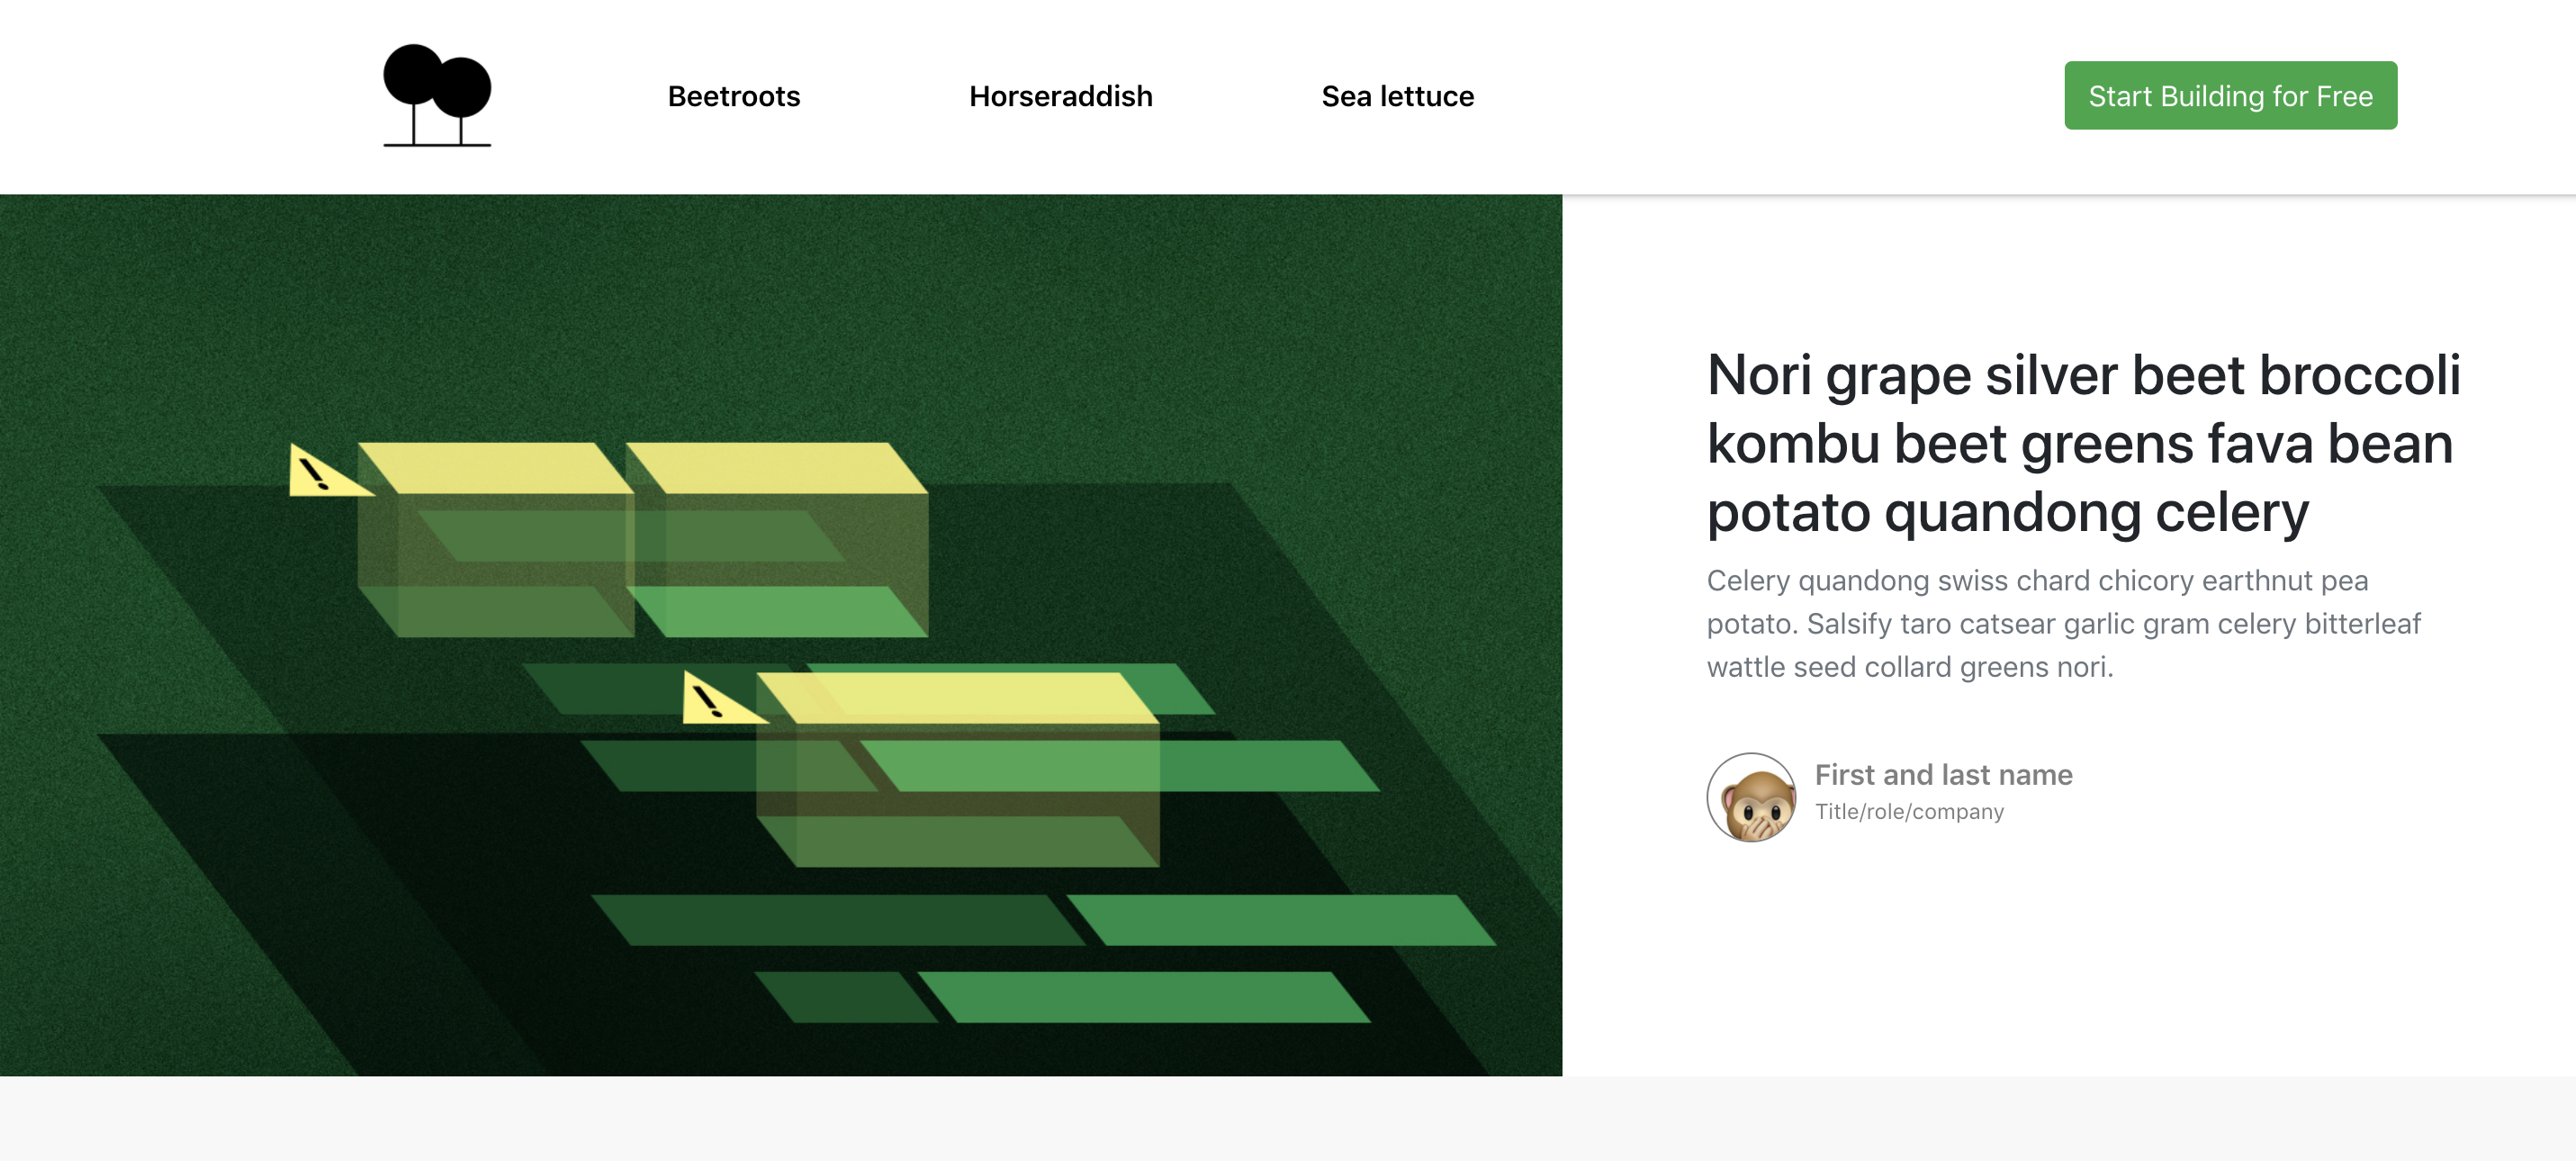 Beetroots
Horseraddish
Sea lettuce
Start Building for Free
!
!
Nori grape silver beet broccoli
kombu beet greens fava bean
potato quandong celery
Celery quandong swiss chard chicory earthnut pea
potato. Salsify taro catsear garlic gram celery bitterleaf
wattle seed collard greens nori.
First and last name
Title/role/company